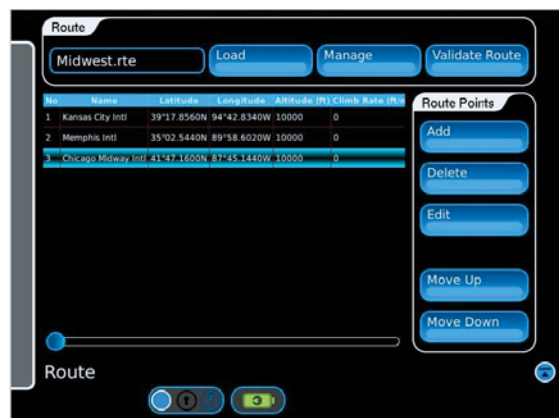 Route
Midwest.rte Load Manage Validate Route
No Name Latitude Longitude Altitude (ft) Climb Rate (ft/
1 Kansas City Intl 39°17.8560N 94°42.8340W 10000 0
2 Memphis Intl 35°02.5440N 89°58.6020W 10000 0
3 Chicago Midway Intl 41°47.1600N 87°45.1440W 10000 0
Route Points
Add
Delete
Edit
Move Up
Move Down
Route